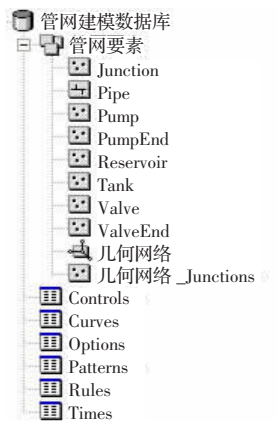 管网建模数据库
管网要素
Junction
Pipe
Pump
PumpEnd
Reservoir
Tank
Valve
ValveEnd
几何网络
几何网络_Junctions
Controls
Curves
Options
Patterns
Rules
Times